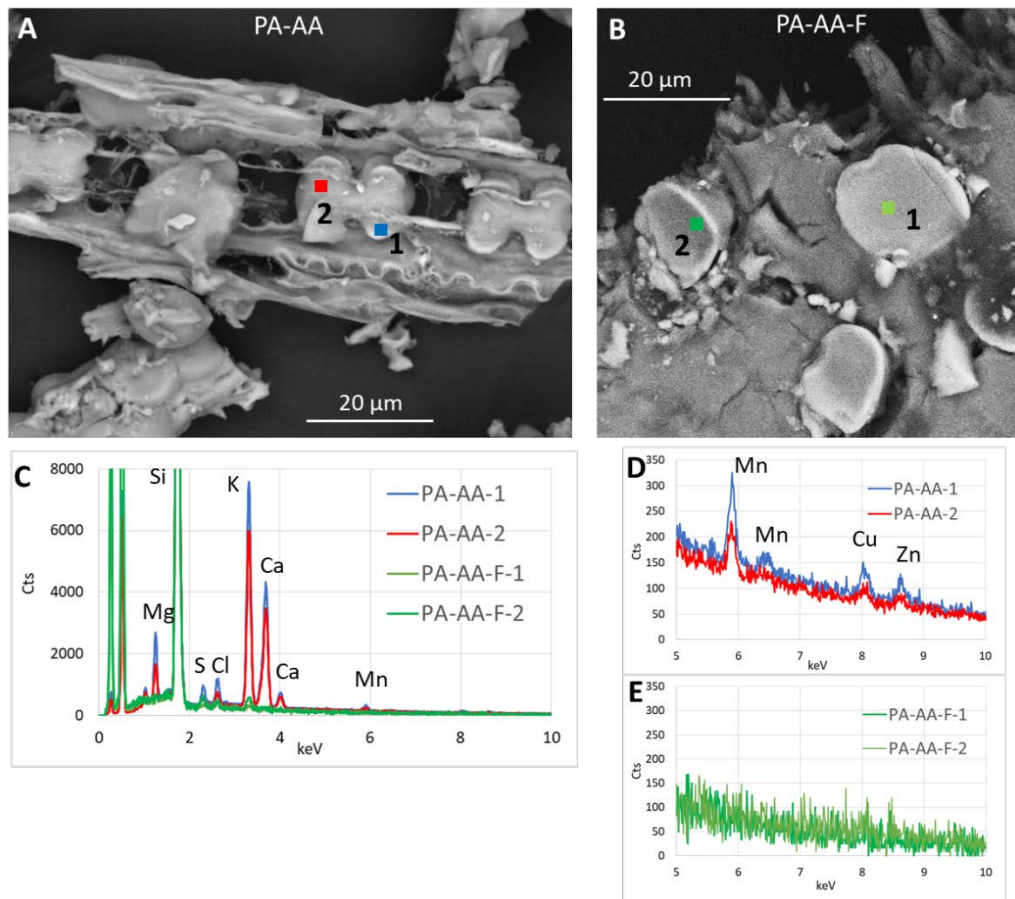 A
PA-AA
2
1
20 µm
B
PA-AA-F
20 µm
1
2
C
8000
6000
4000
2000
0
Cts
Si
K
Mg
S Cl
Ca
Ca
Mn
PA-AA-1
PA-AA-2
PA-AA-F-1
PA-AA-F-2
0 2 4 6 8 10
keV
D
350
300
250
200
150
100
50
0
Cts
Mn
Mn
Cu
Zn
PA-AA-1
PA-AA-2
5 6 7 8 9 10
keV
E
350
300
250
200
150
100
50
0
Cts
PA-AA-F-1
PA-AA-F-2
5 6 7 8 9 10
keV